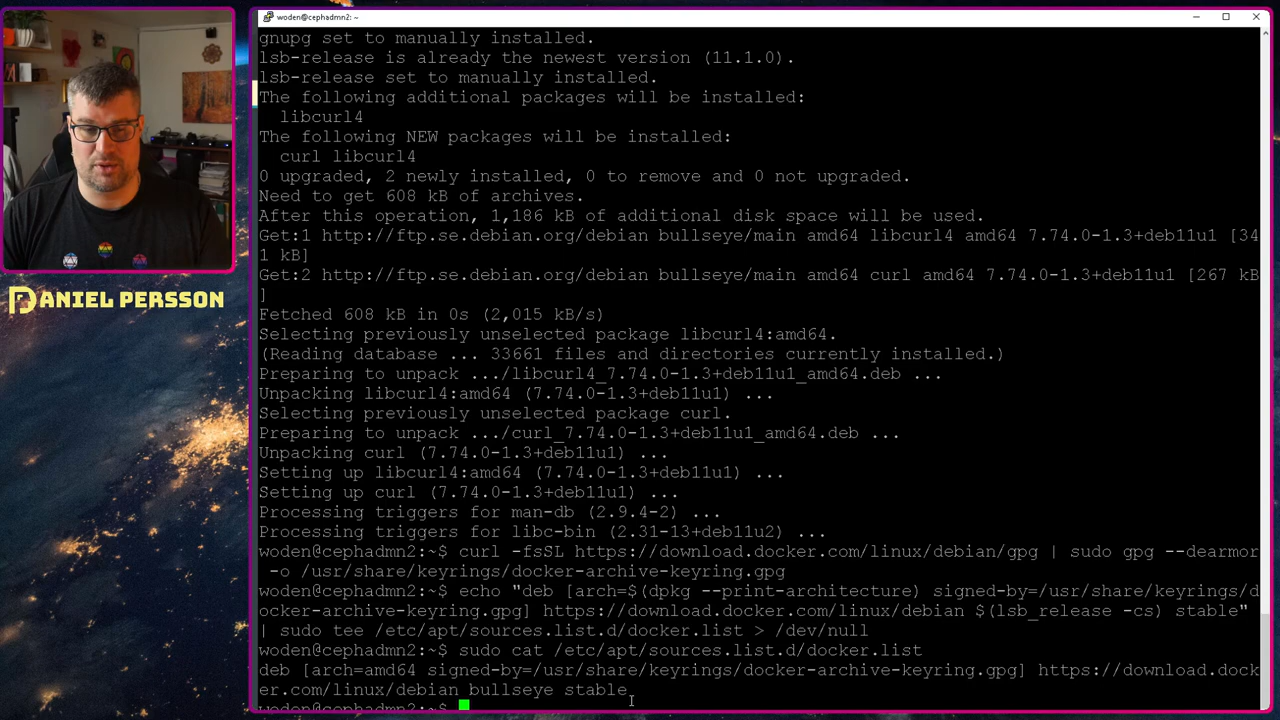 woden@cephadmn2: ~
gnupg set to manually installed.
lsb-release is already the newest version (11.1.0).
lsb-release set to manually installed.
The following additional packages will be installed:
  libcurl4
The following NEW packages will be installed:
  curl libcurl4
0 upgraded, 2 newly installed, 0 to remove and 0 not upgraded.
Need to get 608 kB of archives.
After this operation, 1,186 kB of additional disk space will be used.
Get:1 http://ftp.se.debian.org/debian bullseye/main amd64 libcurl4 amd64 7.74.0-1.3+deb11u1 [34
1 kB]
Get:2 http://ftp.se.debian.org/debian bullseye/main amd64 curl amd64 7.74.0-1.3+deb11u1 [267 kB
]
DANIEL PERSSON
Fetched 608 kB in 0s (2,015 kB/s)
Selecting previously unselected package libcurl4:amd64.
(Reading database ... 33661 files and directories currently installed.)
Preparing to unpack .../libcurl4_7.74.0-1.3+deb11u1_amd64.deb ...
Unpacking libcurl4:amd64 (7.74.0-1.3+deb11u1) ...
Selecting previously unselected package curl.
Preparing to unpack .../curl_7.74.0-1.3+deb11u1_amd64.deb ...
Unpacking curl (7.74.0-1.3+deb11u1) ...
Setting up libcurl4:amd64 (7.74.0-1.3+deb11u1) ...
Setting up curl (7.74.0-1.3+deb11u1) ...
Processing triggers for man-db (2.9.4-2) ...
Processing triggers for libc-bin (2.31-13+deb11u2) ...
woden@cephadmn2:~$ curl -fsSL https://download.docker.com/linux/debian/gpg | sudo gpg --dearmor
 -o /usr/share/keyrings/docker-archive-keyring.gpg
woden@cephadmn2:~$ echo "deb [arch=$(dpkg --print-architecture) signed-by=/usr/share/keyrings/d
ocker-archive-keyring.gpg] https://download.docker.com/linux/debian $(lsb_release -cs) stable"
| sudo tee /etc/apt/sources.list.d/docker.list > /dev/null
woden@cephadmn2:~$ sudo cat /etc/apt/sources.list.d/docker.list
deb [arch=amd64 signed-by=/usr/share/keyrings/docker-archive-keyring.gpg] https://download.dock
er.com/linux/debian bullseye stable
woden@cephadmn2:~$